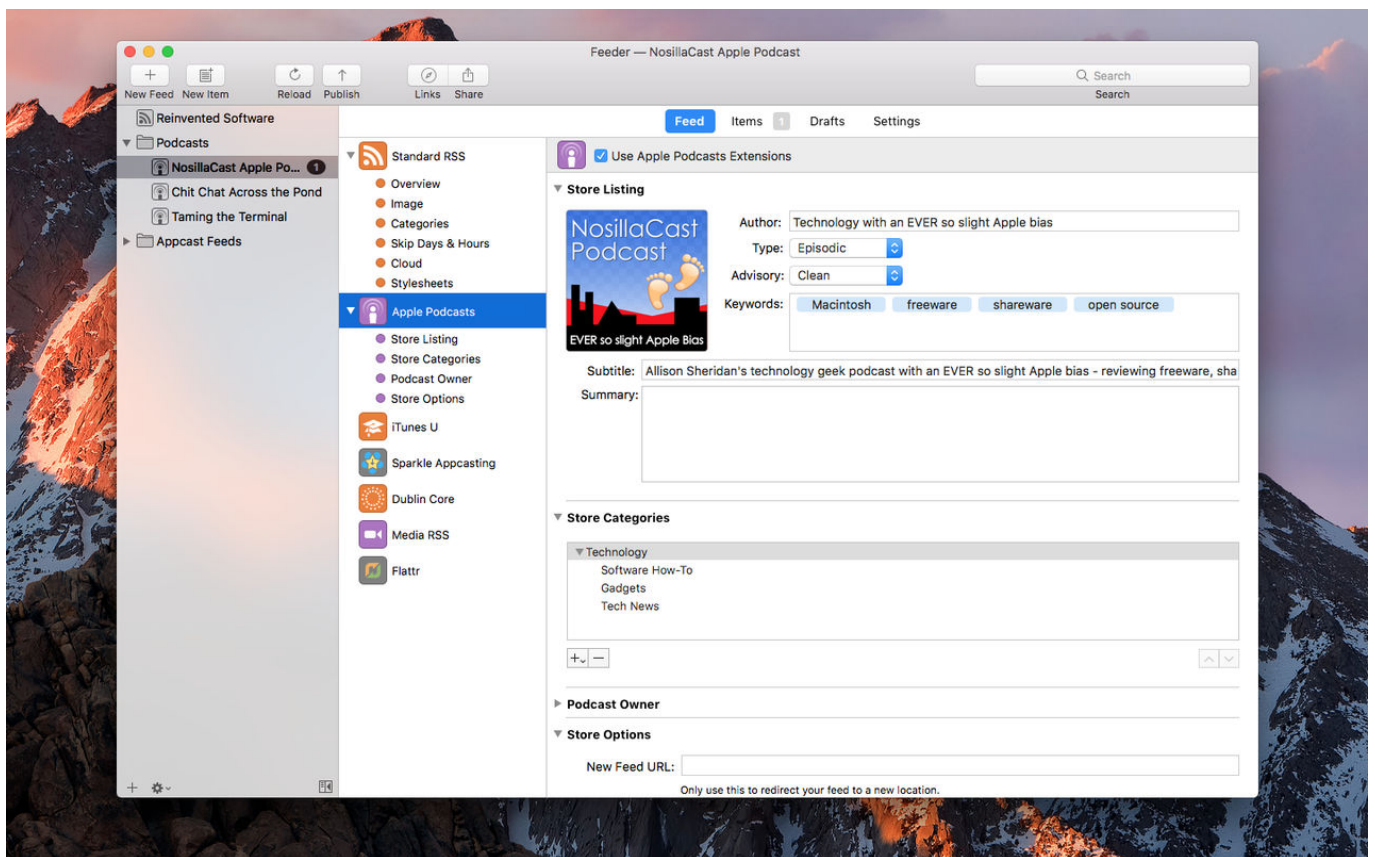 Feeder — NosillaCast Apple Podcast
Search
New Feed New Item Reload Publish Links Share Search
Reinvented Software
Podcasts
NosillaCast Apple Po... 1
Chit Chat Across the Pond
Taming the Terminal
Appcast Feeds
Feed Items 1 Drafts Settings
Standard RSS
Overview
Image
Categories
Skip Days & Hours
Cloud
Stylesheets
Apple Podcasts
Store Listing
Store Categories
Podcast Owner
Store Options
iTunes U
Sparkle Appcasting
Dublin Core
Media RSS
Flattr
Use Apple Podcasts Extensions
Store Listing
NosillaCast
Podcast
EVER so slight Apple Bias
Author: Technology with an EVER so slight Apple bias
Type: Episodic
Advisory: Clean
Keywords: Macintosh freeware shareware open source
Subtitle: Allison Sheridan's technology geek podcast with an EVER so slight Apple bias - reviewing freeware, sha
Summary:
Store Categories
Technology
Software How-To
Gadgets
Tech News
Podcast Owner
Store Options
New Feed URL:
Only use this to redirect your feed to a new location.